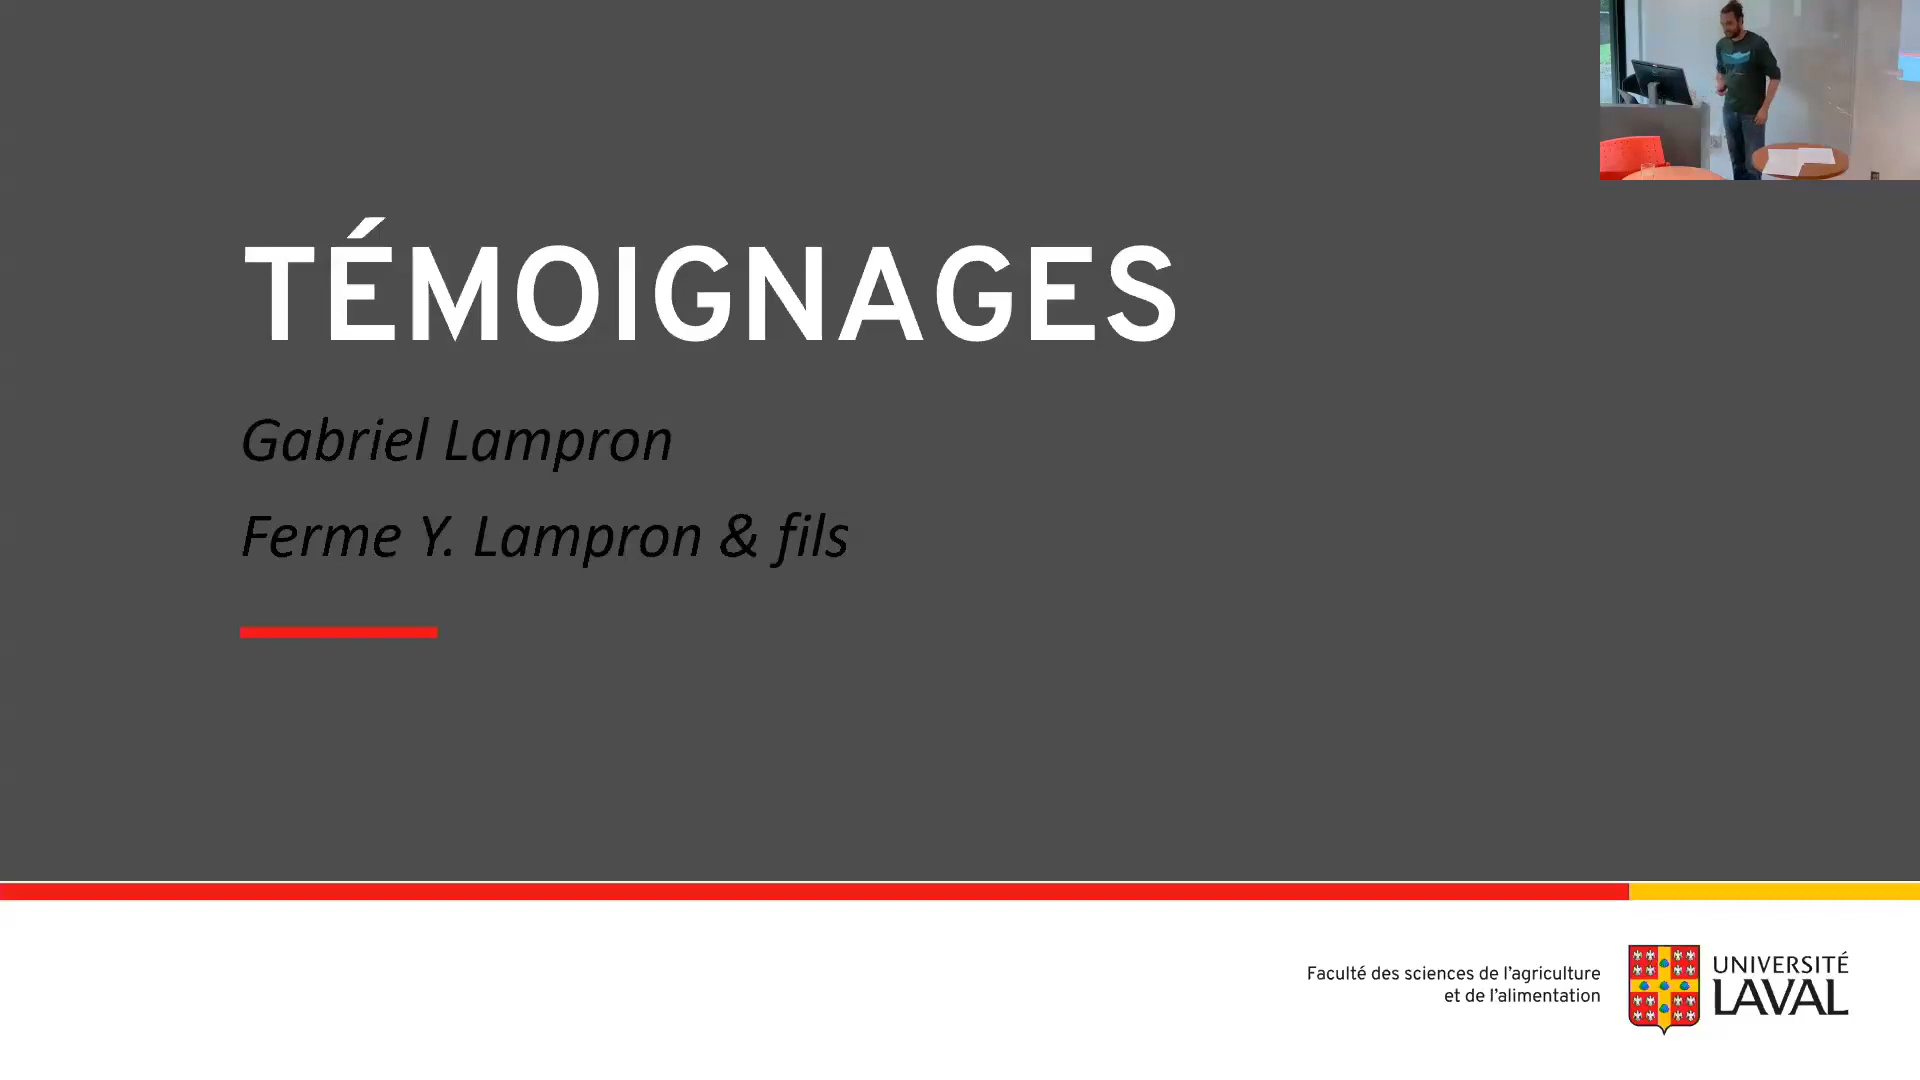 TÉMOIGNAGES
Gabriel Lampron
Ferme Y. Lampron & fils
Faculté des sciences de l'agriculture
et de l'alimentation
UNIVERSITÉ
LAVAL